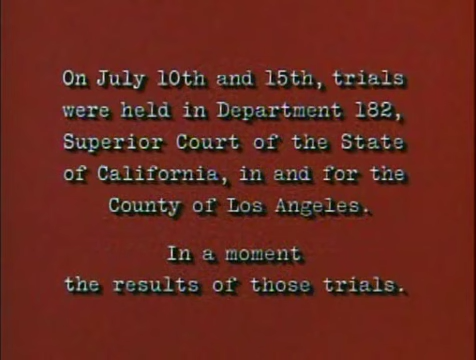 On July 10th and 15th, trials
were held in Department 182,
Superior Court of the State
of California, in and for the
County of Los Angeles.
In a moment
the results of those trials.